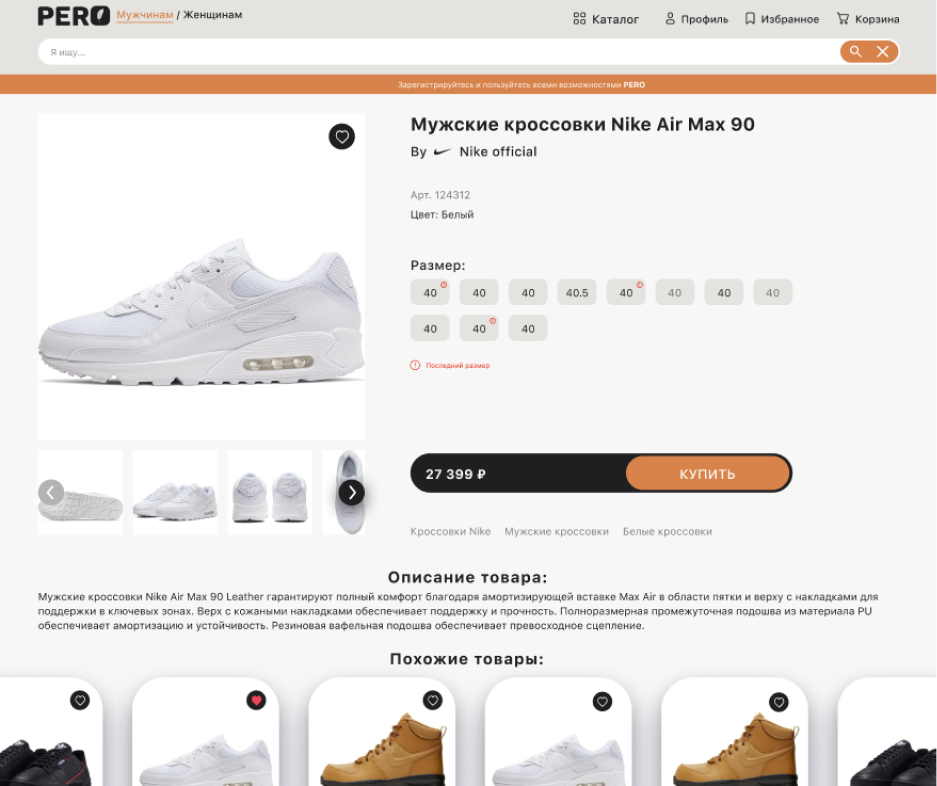 PERO Мужчинам / Женщинам Каталог Профиль Избранное Корзина
Я ищу...
Зарегистрируйтесь и пользуйтесь всеми возможностями PERO
Мужские кроссовки Nike Air Max 90
By Nike official
Арт. 124312
Цвет: Белый
Размер:
40 40 40 40.5 40 40 40 40
40 40 40
Последний размер
27 399 ₽ КУПИТЬ
Кроссовки Nike Мужские кроссовки Белые кроссовки
Описание товара:
Мужские кроссовки Nike Air Max 90 Leather гарантируют полный комфорт благодаря амортизирующей вставке Max Air в области пятки и верху с накладками для
поддержки в ключевых зонах. Верх с кожаными накладками обеспечивает поддержку и прочность. Полноразмерная промежуточная подошва из материала PU
обеспечивает амортизацию и устойчивость. Резиновая вафельная подошва обеспечивает превосходное сцепление.
Похожие товары: